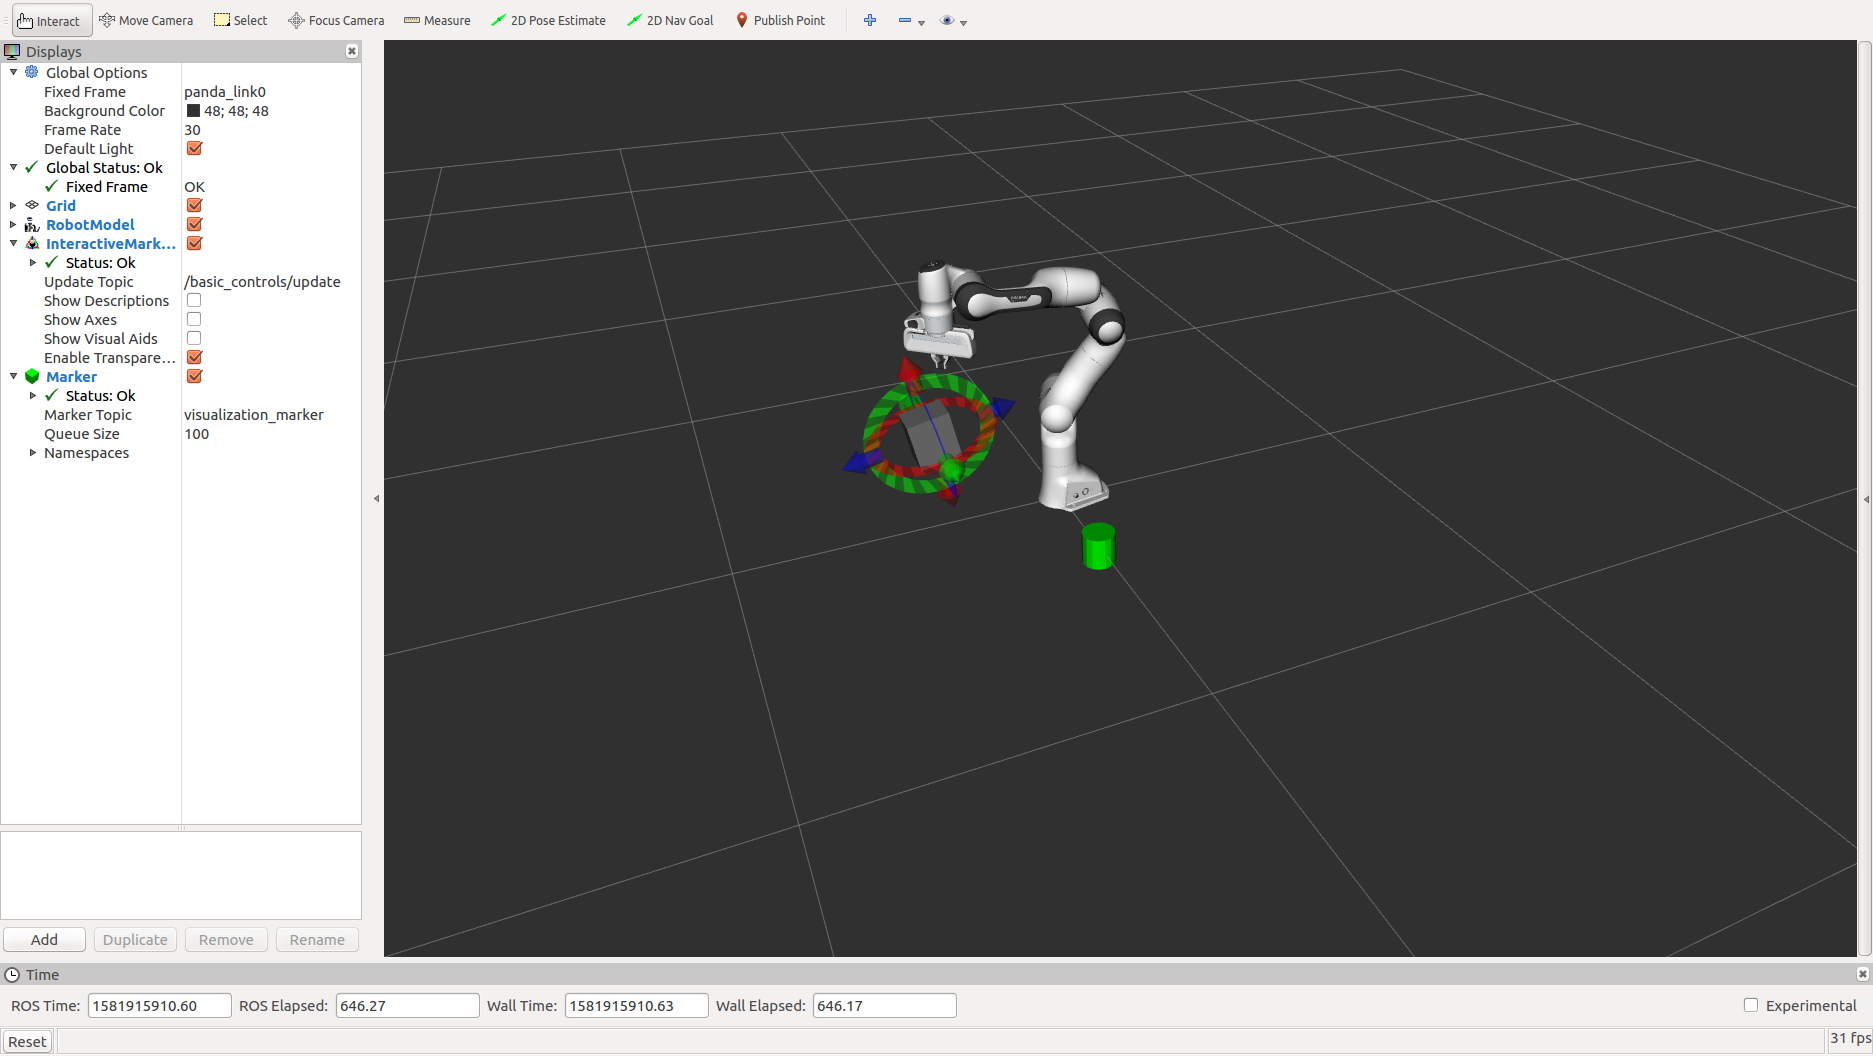 Interact Move Camera Select Focus Camera Measure 2D Pose Estimate 2D Nav Goal Publish Point
Displays
Global Options
Fixed Frame panda_link0
Background Color 48; 48; 48
Frame Rate 30
Default Light
Global Status: Ok
Fixed Frame OK
Grid
RobotModel
InteractiveMark...
Status: Ok
Update Topic /basic_controls/update
Show Descriptions
Show Axes
Show Visual Aids
Enable Transpare...
Marker
Status: Ok
Marker Topic visualization_marker
Queue Size 100
Namespaces
Add Duplicate Remove Rename
Time
ROS Time: 1581915910.60 ROS Elapsed: 646.27 Wall Time: 1581915910.63 Wall Elapsed: 646.17 Experimental
Reset 31 fps